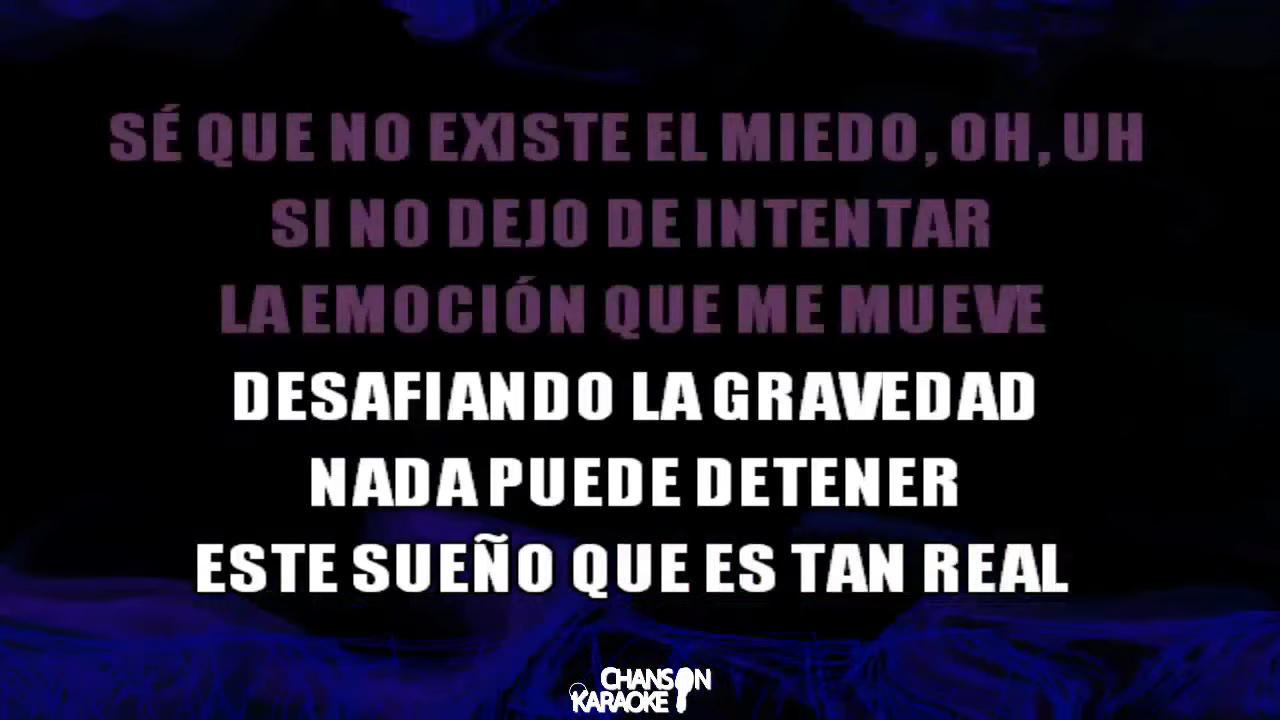 SÉ QUE NO EXISTE EL MIEDO, OH, UH
SI NO DEJO DE INTENTAR
LA EMOCIÓN QUE ME MUEVE
DESAFIANDO LA GRAVEDAD
NADA PUEDE DETENER
ESTE SUEÑO QUE ES TAN REAL
CHANSON
KARAOKE